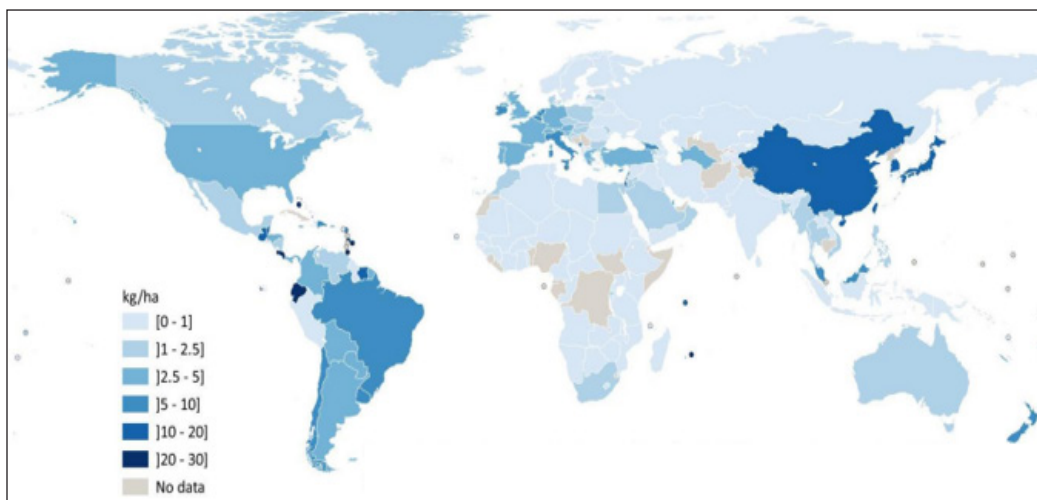 kg/ha
[0 - 1]
]1 - 2.5]
]2.5 - 5]
]5 - 10]
]10 - 20]
]20 - 30]
No data